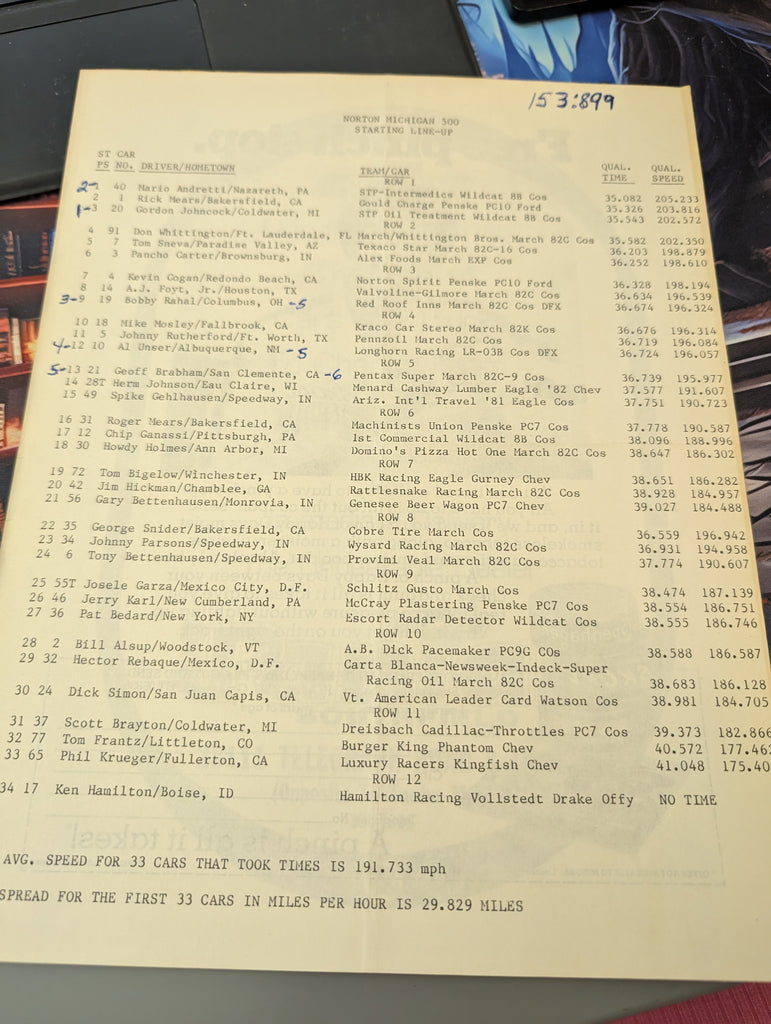 153.899
NORTON MICHIGAN 500
STARTING LINE-UP
ST CAR QUAL. QUAL.
PS NO. DRIVER/HOMETOWN TEAM/CAR TIME SPEED
ROW 1
2- 1 40 Mario Andretti/Nazareth, PA STP-Intermedics Wildcat 8B Cos 35.082 205.233
2 1 Rick Mears/Bakersfield, CA Gould Charge Penske PC10 Ford 35.326 203.816
1- 3 20 Gordon Johncock/Coldwater, MI STP Oil Treatment Wildcat 8B Cos 35.543 202.572
ROW 2
4 91 Don Whittington/Ft. Lauderdale, FL March/Whittington Bros. March 82C Cos 35.582 202.350
5 7 Tom Sneva/Paradise Valley, AZ Texaco Star March 82C Cos 36.203 198.879
6 3 Pancho Carter/Brownsburg, IN Alex Foods March EXP Cos 36.252 198.610
ROW 3
7 4 Kevin Cogan/Redondo Beach, CA Norton Spirit Penske PC10 Ford 36.328 198.194
8 14 A.J. Foyt, Jr./Houston, TX Valvoline-Gilmore March 82C Cos 36.634 196.539
3- 9 19 Bobby Rahal/Columbus, OH -5 Red Roof Inns March 82C Cos DFX 36.674 196.324
ROW 4
10 18 Mike Mosley/Fallbrook, CA Kraco Car Stereo March 82K Cos 36.676 196.314
11 5 Johnny Rutherford/Ft. Worth, TX Pennzoil March 82C Cos 36.719 196.084
4- 12 10 Al Unser/Albuquerque, NM -5 Longhorn Racing LR-03B Cos DFX 36.724 196.057
ROW 5
5- 13 21 Geoff Brabham/San Clemente, CA -6 Pentax Super March 82C-9 Cos 36.739 195.977
14 28T Herm Johnson/Eau Claire, WI Menard Cashway Lumber Eagle '82 Chev 37.577 191.607
15 49 Spike Gehlhausen/Speedway, IN Ariz. Int'l Travel '81 Eagle Cos 37.751 190.723
ROW 6
16 31 Roger Mears/Bakersfield, CA Machinists Union Penske PC7 Cos 37.778 190.587
17 12 Chip Ganassi/Pittsburgh, PA 1st Commercial Wildcat 8B Cos 38.096 188.996
18 30 Howdy Holmes/Ann Arbor, MI Domino's Pizza Hot One March 82C Cos 38.647 186.302
ROW 7
19 72 Tom Bigelow/Winchester, IN HBK Racing Eagle Gurney Chev 38.651 186.282
20 42 Jim Hickman/Chamblee, GA Rattlesnake Racing March 82C Cos 38.928 184.957
21 56 Gary Bettenhausen/Monrovia, IN Genesee Beer Wagon PC7 Chev 39.027 184.488
ROW 8
22 35 George Snider/Bakersfield, CA Cobre Tire March Cos 36.559 196.942
23 34 Johnny Parsons/Speedway, IN Wysard Racing March 82C Cos 36.931 194.958
24 6 Tony Bettenhausen/Speedway, IN Provimi Veal March 82C Cos 37.774 190.607
ROW 9
25 55T Josele Garza/Mexico City, D.F. Schlitz Gusto March Cos 38.474 187.139
26 46 Jerry Karl/New Cumberland, PA McCray Plastering Penske PC7 Cos 38.554 186.751
27 36 Pat Bedard/New York, NY Escort Radar Detector Wildcat Cos 38.555 186.746
ROW 10
28 2 Bill Alsup/Woodstock, VT A.B. Dick Pacemaker PC9G COs 38.588 186.587
29 32 Hector Rebaque/Mexico, D.F. Carta Blanca-Newsweek-Indeck-Super
Racing Oil March 82C Cos 38.683 186.128
30 24 Dick Simon/San Juan Capis, CA Vt. American Leader Card Watson Cos 38.981 184.705
ROW 11
31 37 Scott Brayton/Coldwater, MI Dreisbach Cadillac-Throttles PC7 Cos 39.373 182.866
32 77 Tom Frantz/Littleton, CO Burger King Phantom Chev 40.572 177.462
33 65 Phil Krueger/Fullerton, CA Luxury Racers Kingfish Chev 41.048 175.40
ROW 12
34 17 Ken Hamilton/Boise, ID Hamilton Racing Vollstedt Drake Offy NO TIME
AVG. SPEED FOR 33 CARS THAT TOOK TIMES IS 191.733 mph
SPREAD FOR THE FIRST 33 CARS IN MILES PER HOUR IS 29.829 MILES